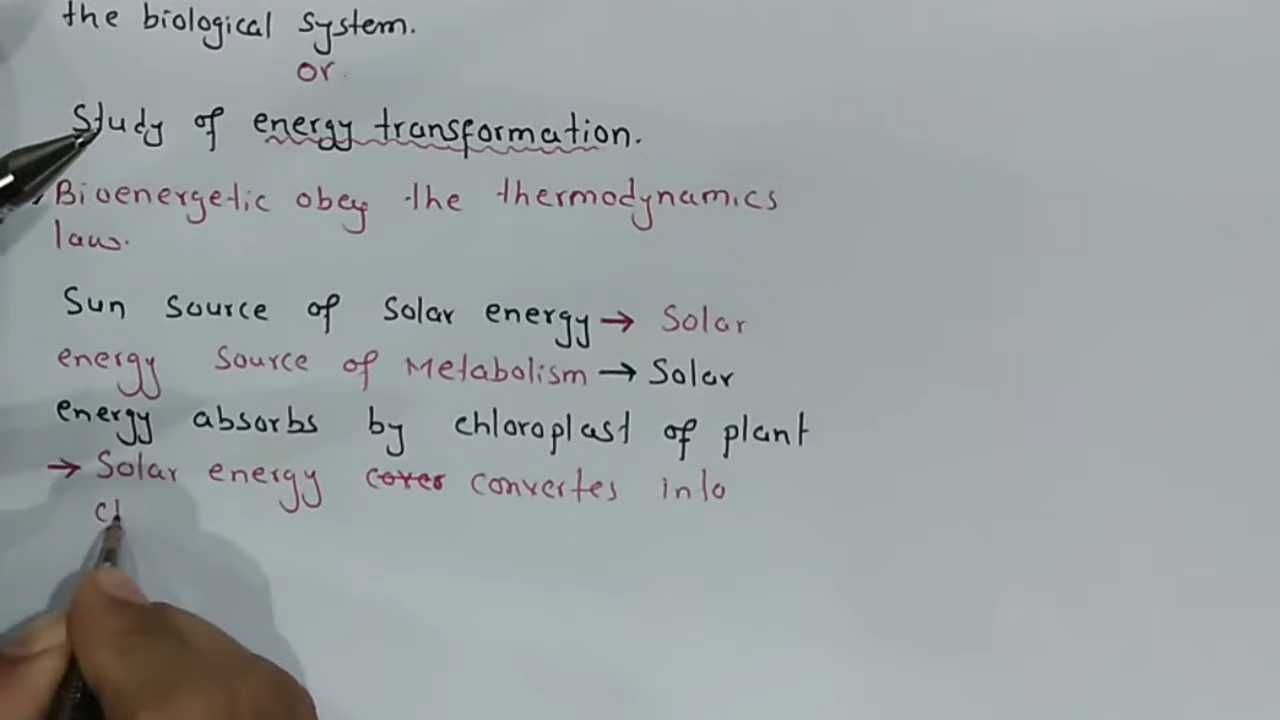 the biological system.
or
Study of energy transformation.
Bioenergetic obey the thermodynamics
law.
Sun source of solar energy → Solar
energy source of Metabolism → Solar
energy absorbs by chloroplast of plant
→ Solar energy cover convertes into
ch